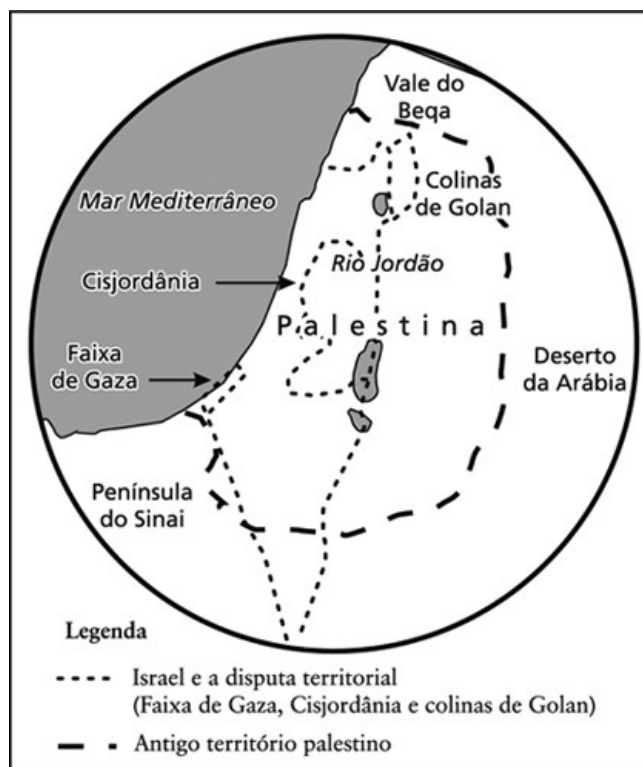 Vale do
Beqa
Mar Mediterrâneo
Colinas
de Golan
Cisjordânia
Rio Jordão
Palestina
Faixa
de Gaza
Deserto
da Arábia
Península
do Sinai
Legenda
Israel e a disputa territorial
(Faixa de Gaza, Cisjordânia e colinas de Golan)
Antigo território palestino